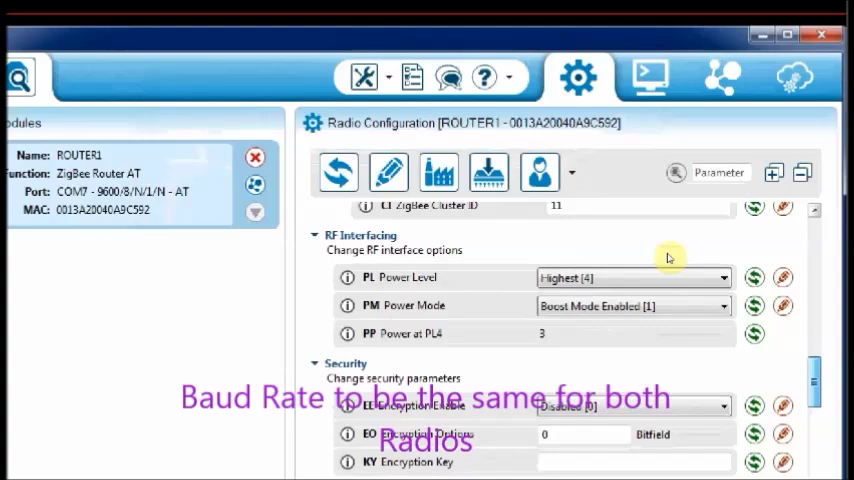 odules
Radio Configuration [ROUTER1 - 0013A20040A9C592]
Name: ROUTER1
Function: ZigBee Router AT
Port: COM7 - 9600/8/N/1/N - AT
MAC: 0013A20040A9C592
Parameter
CI ZigBee Cluster ID 11
RF Interfacing
Change RF interface options
PL Power Level Highest [4]
PM Power Mode Boost Mode Enabled [1]
PP Power at PL4 3
Security
Change security parameters
Baud Rate to be the same for both
Radios
EE Encryption Enable Disabled [0]
EO Encryption Options 0 Bitfield
KY Encryption Key